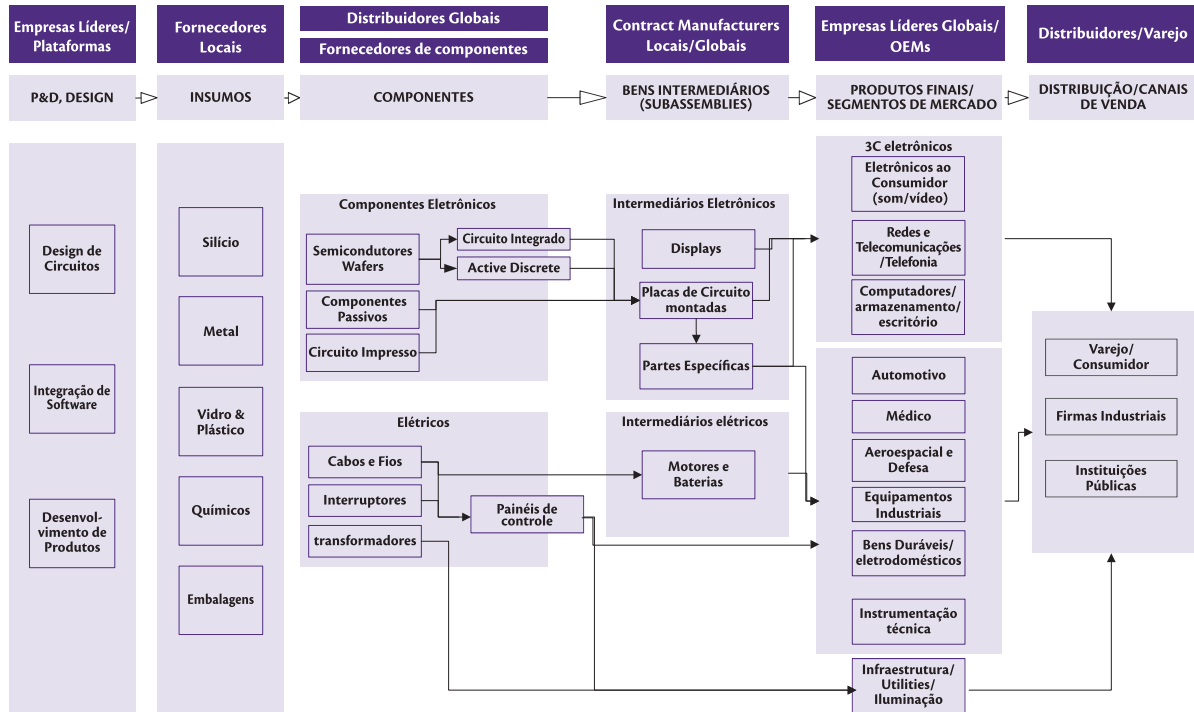 Empresas Líderes/
Plataformas
Fornecedores
Locais
Distribuidores Globais
Fornecedores de componentes
Contract Manufacturers
Locais/Globais
Empresas Líderes Globais/
OEMs
Distribuidores/Varejo
P&D, DESIGN
INSUMOS
COMPONENTES
BENS INTERMEDIÁRIOS
(SUBASSEMBLIES)
PRODUTOS FINAIS/
SEGMENTOS DE MERCADO
DISTRIBUIÇÃO/CANAIS
DE VENDA
Design de
Circuitos
Integração de
Software
Desenvol-
vimento de
Produtos
Silício
Metal
Vidro &
Plástico
Químicos
Embalagens
Componentes Eletrônicos
Semicondutores
Wafers
Circuito Integrado
Active Discrete
Componentes
Passivos
Circuito Impresso
Elétricos
Cabos e Fios
Interruptores
transformadores
Painéis de
controle
Intermediários Eletrônicos
Displays
Placas de Circuito
montadas
Partes Específicas
Intermediários elétricos
Motores e
Baterias
3C eletrônicos
Eletrônicos ao
Consumidor
(som/vídeo)
Redes e
Telecomunicações
/Telefonia
Computadores/
armazenamento/
escritório
Automotivo
Médico
Aeroespacial e
Defesa
Equipamentos
Industriais
Bens Duráveis/
eletrodomésticos
Instrumentação
técnica
Infraestrutura/
Utilities/
Iluminação
Varejo/
Consumidor
Firmas Industriais
Instituições
Públicas